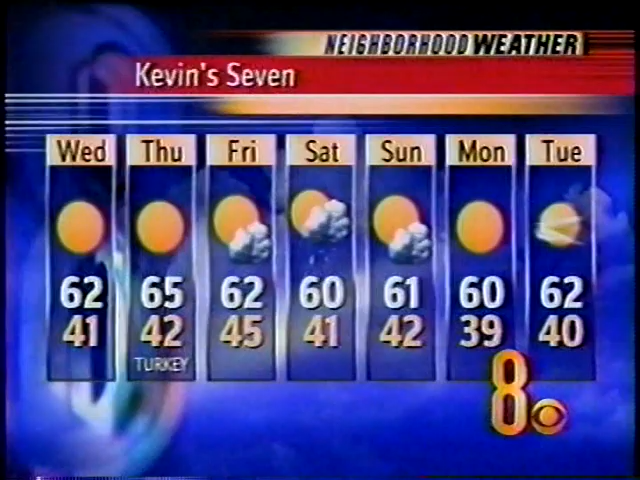 NEIGHBORHOOD WEATHER
Kevin's Seven
Wed Thu Fri Sat Sun Mon Tue
62 65 62 60 61 60 62
41 42 45 41 42 39 40
TURKEY
8